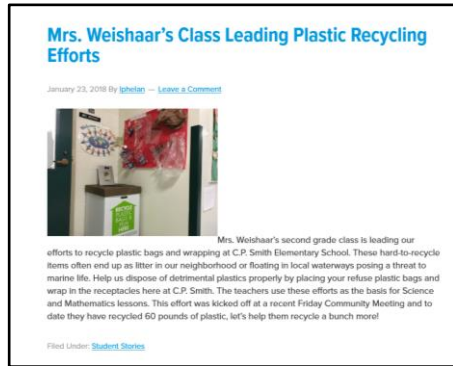 Mrs. Weishaar's Class Leading Plastic Recycling
Efforts
January 23, 2018 By lphelan — Leave a Comment
Mrs. Weishaar's second grade class is leading our
efforts to recycle plastic bags and wrapping at C.P. Smith Elementary School. These hard-to-recycle
items often end up as litter in our neighborhood or floating in local waterways posing a threat to
marine life. Help us dispose of detrimental plastics properly by placing your refuse plastic bags and
wrap in the receptacles here at C.P. Smith. The teachers use these efforts as the basis for Science
and Mathematics lessons. This effort was kicked off at a recent Friday Community Meeting and to
date they have recycled 60 pounds of plastic, let's help them recycle a bunch more!
Filed Under: Student Stories